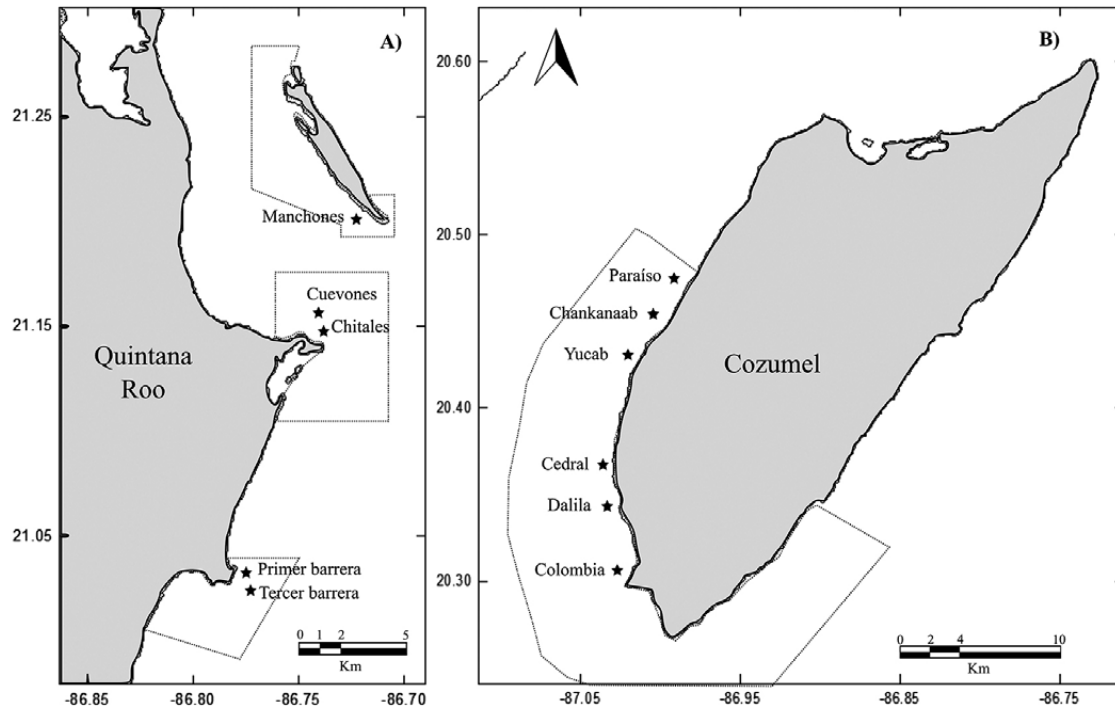 A)
21.25
21.15
21.05
Manchones
Cuevones
Chitales
Quintana
Roo
Primer barrera
Tercer barrera
0 1 2 5
Km
-86.85 -86.80 -86.75 -86.70
B)
20.60
20.50
20.40
20.30
Paraíso
Chankanaab
Yucab
Cozumel
Cedral
Dalila
Colombia
0 2 4 10
Km
-87.05 -86.95 -86.85 -86.75